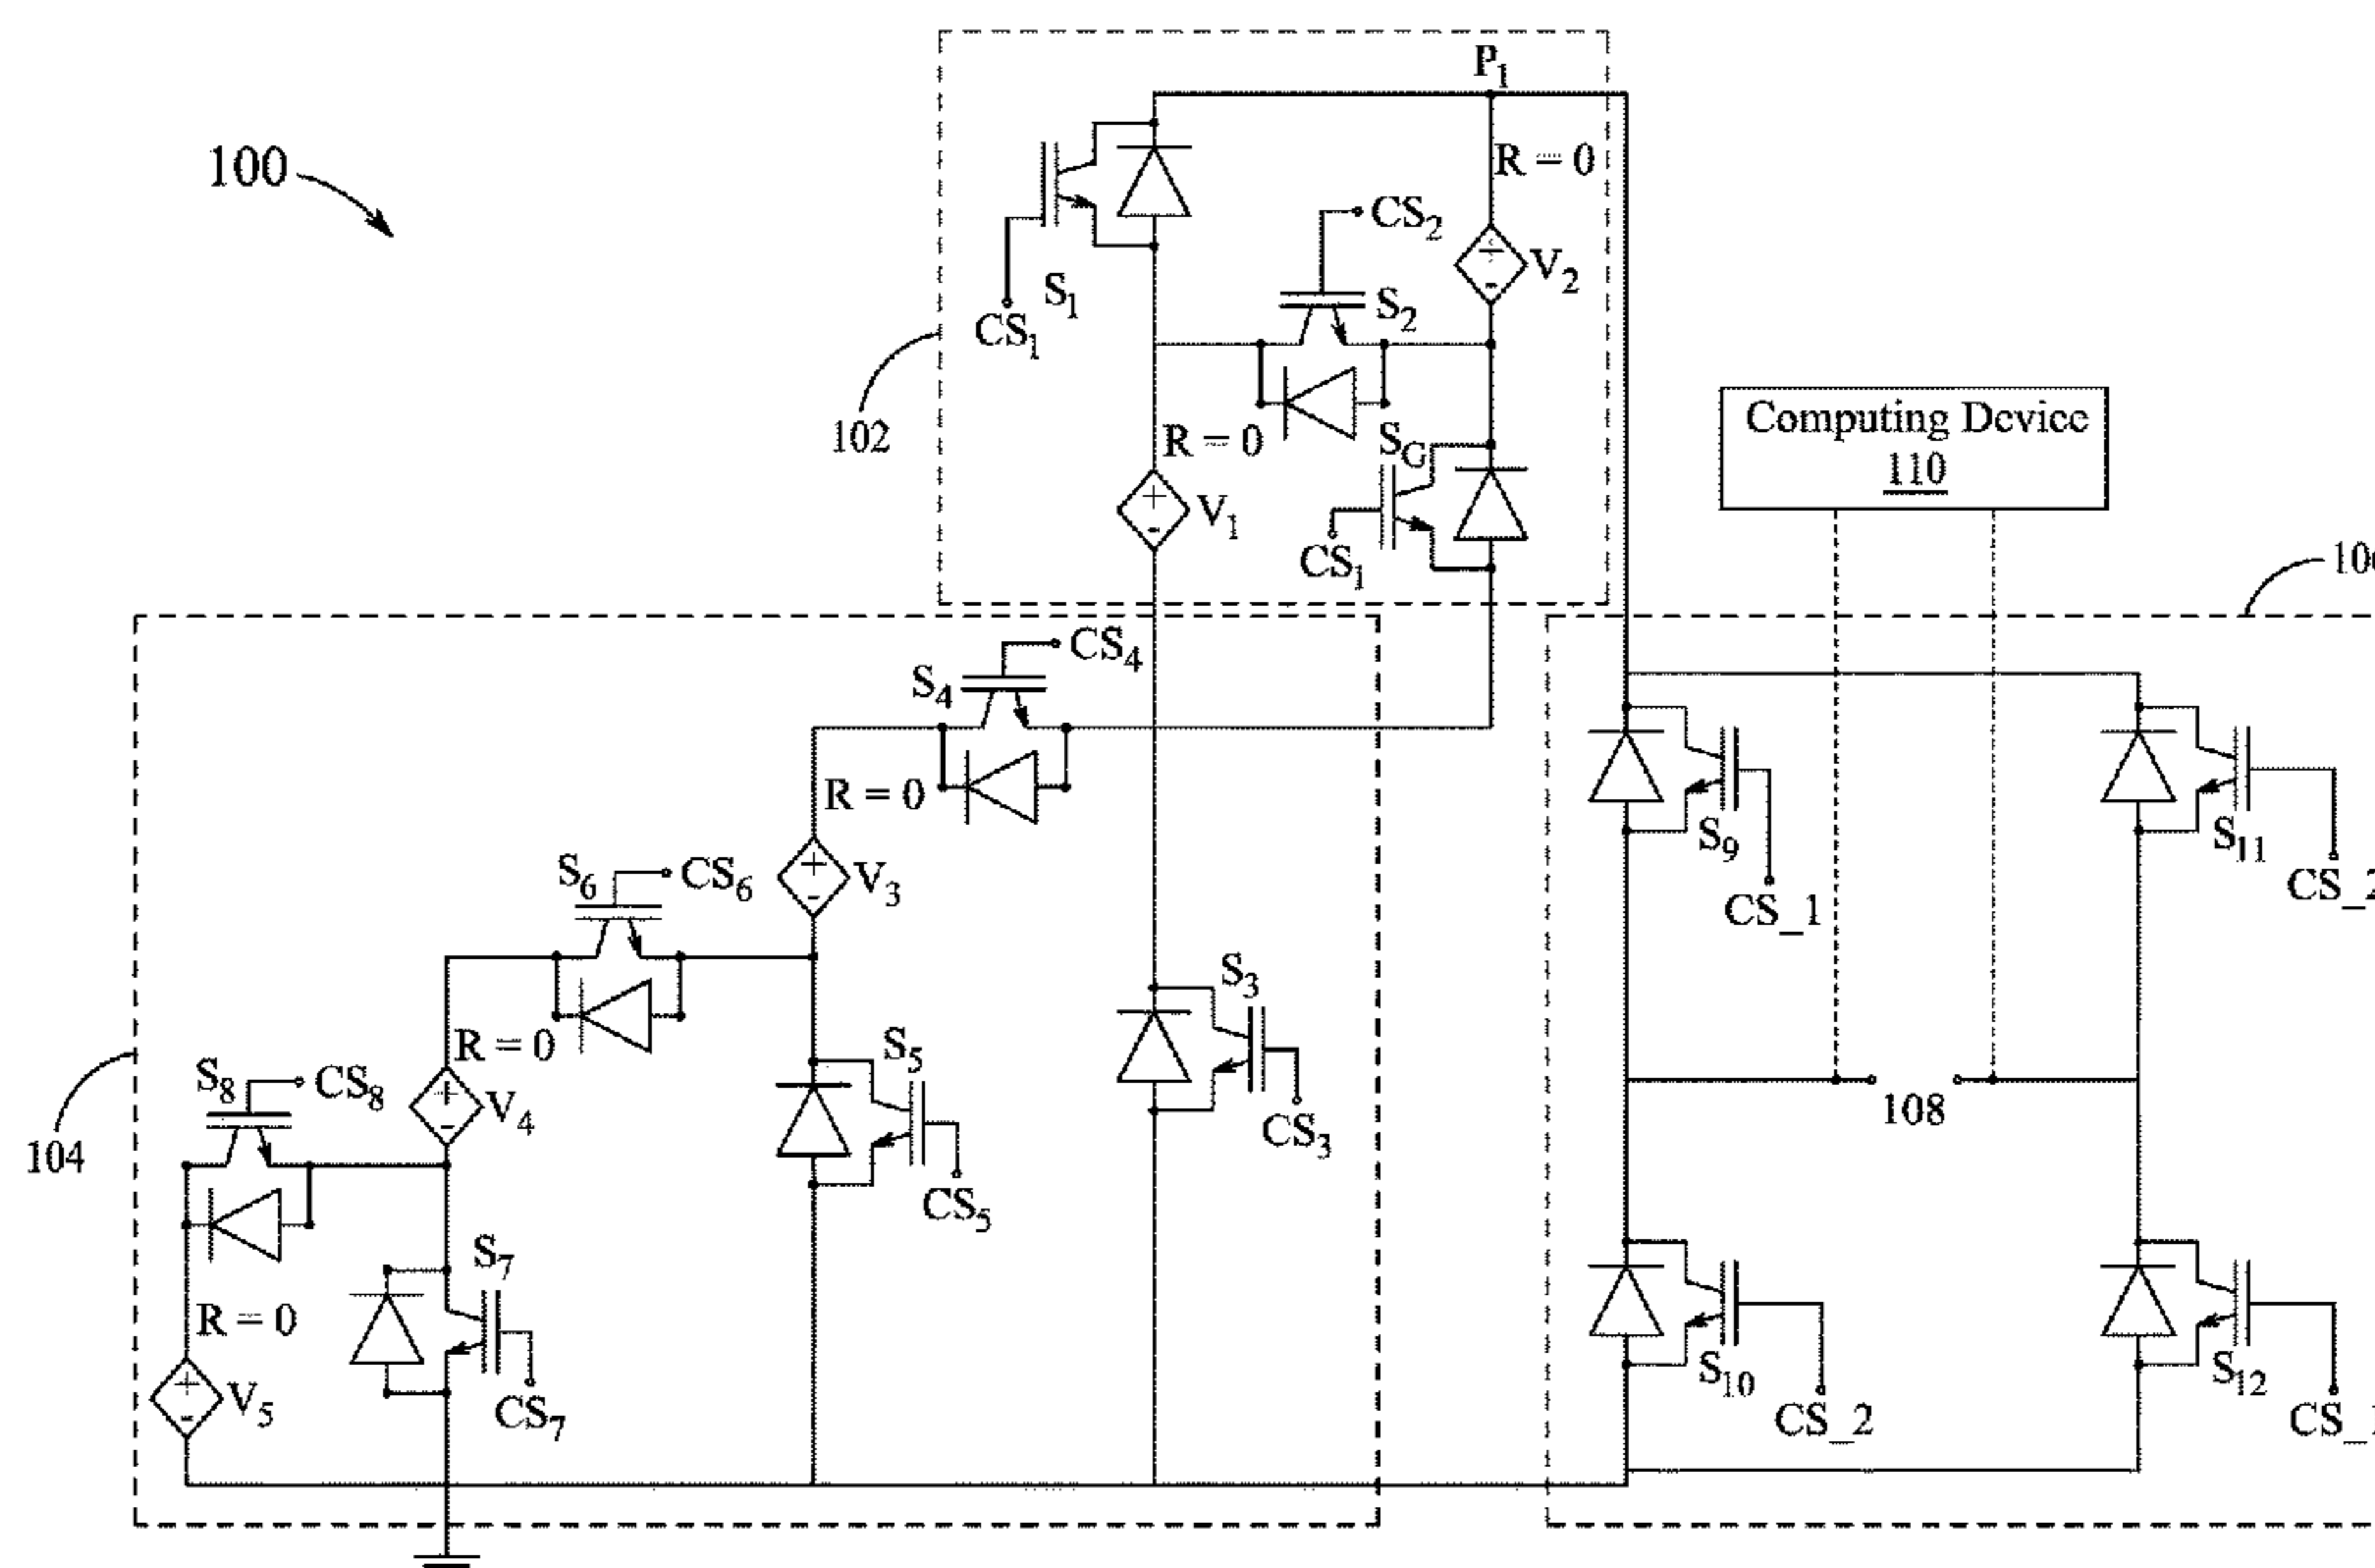 100
P₁
R = 0
S₁
CS₁
CS₂
S₂
V₂
102
R = 0
S_G
V₁
CS₁
Computing Device
110
CS₄
S₄
R = 0
S₆
CS₆
V₃
S₉
CS_1
S₁₁
S₃
CS₃
R = 0
S₅
CS₅
S₈
CS₈
V₄
104
108
S₇
R = 0
V₅
CS₇
S₁₀
CS_2
S₁₂